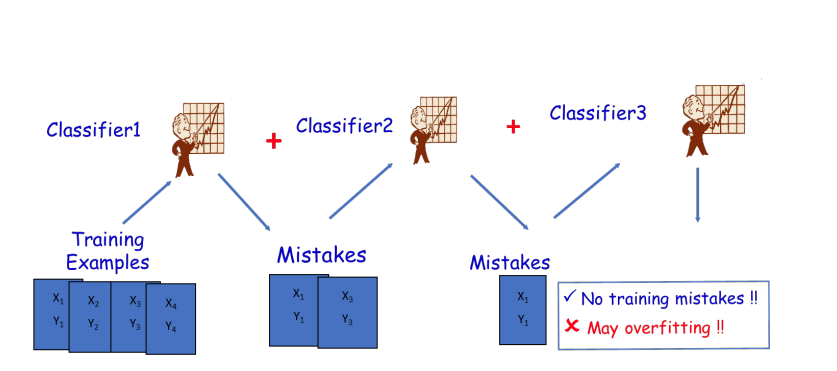 Classifier1
+
Classifier2
+
Classifier3
Training
Examples
X1
Y1
X2
Y2
X3
Y3
X4
Y4
Mistakes
X1
Y1
X3
Y3
Mistakes
X1
Y1
✓ No training mistakes !!
✘ May overfitting !!